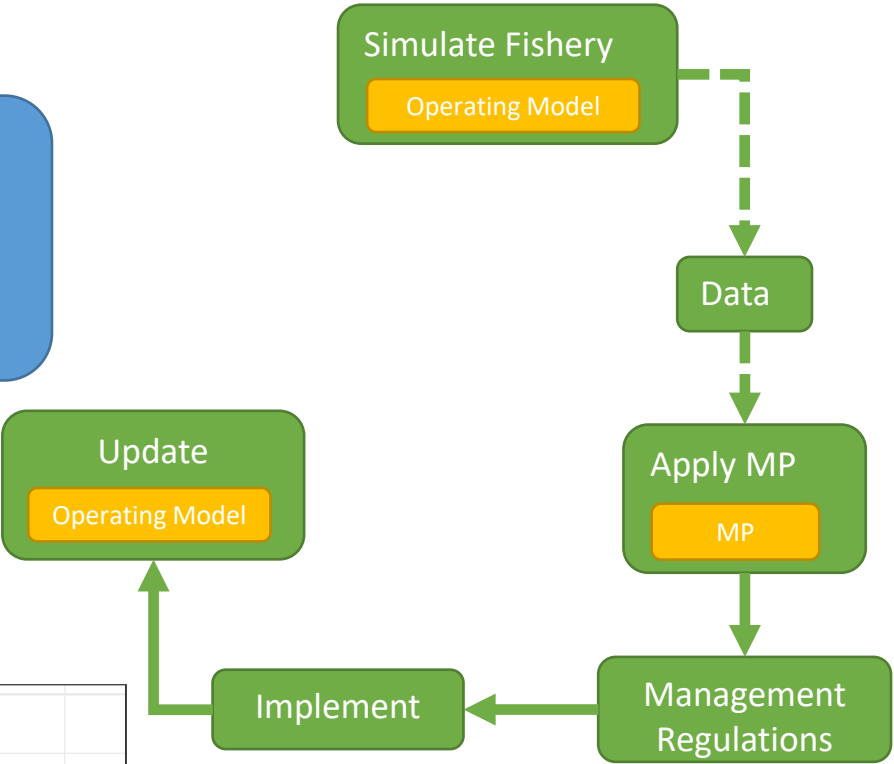 Simulate Fishery
Operating Model
Data
Apply MP
MP
Management
Regulations
Implement
Update
Operating Model